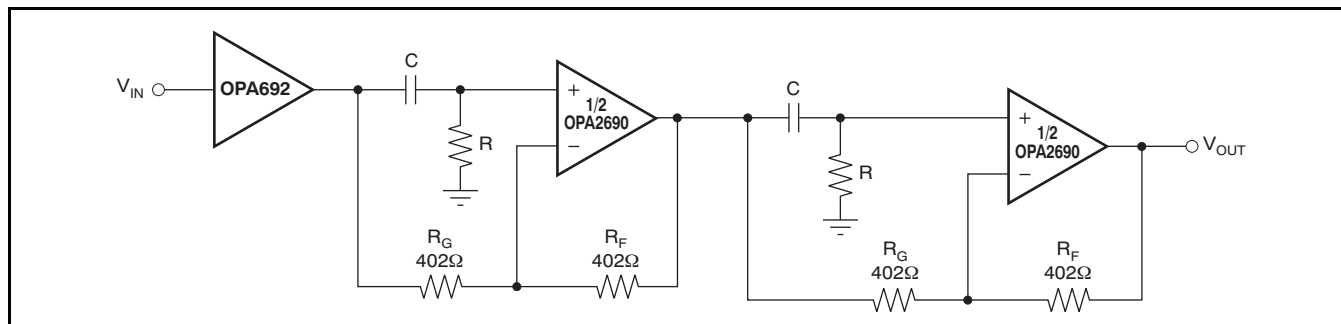 V_IN
OPA692
C
R
+
1/2
OPA2690
−
R_G
402Ω
R_F
402Ω
C
R
+
1/2
OPA2690
−
R_G
402Ω
R_F
402Ω
V_OUT